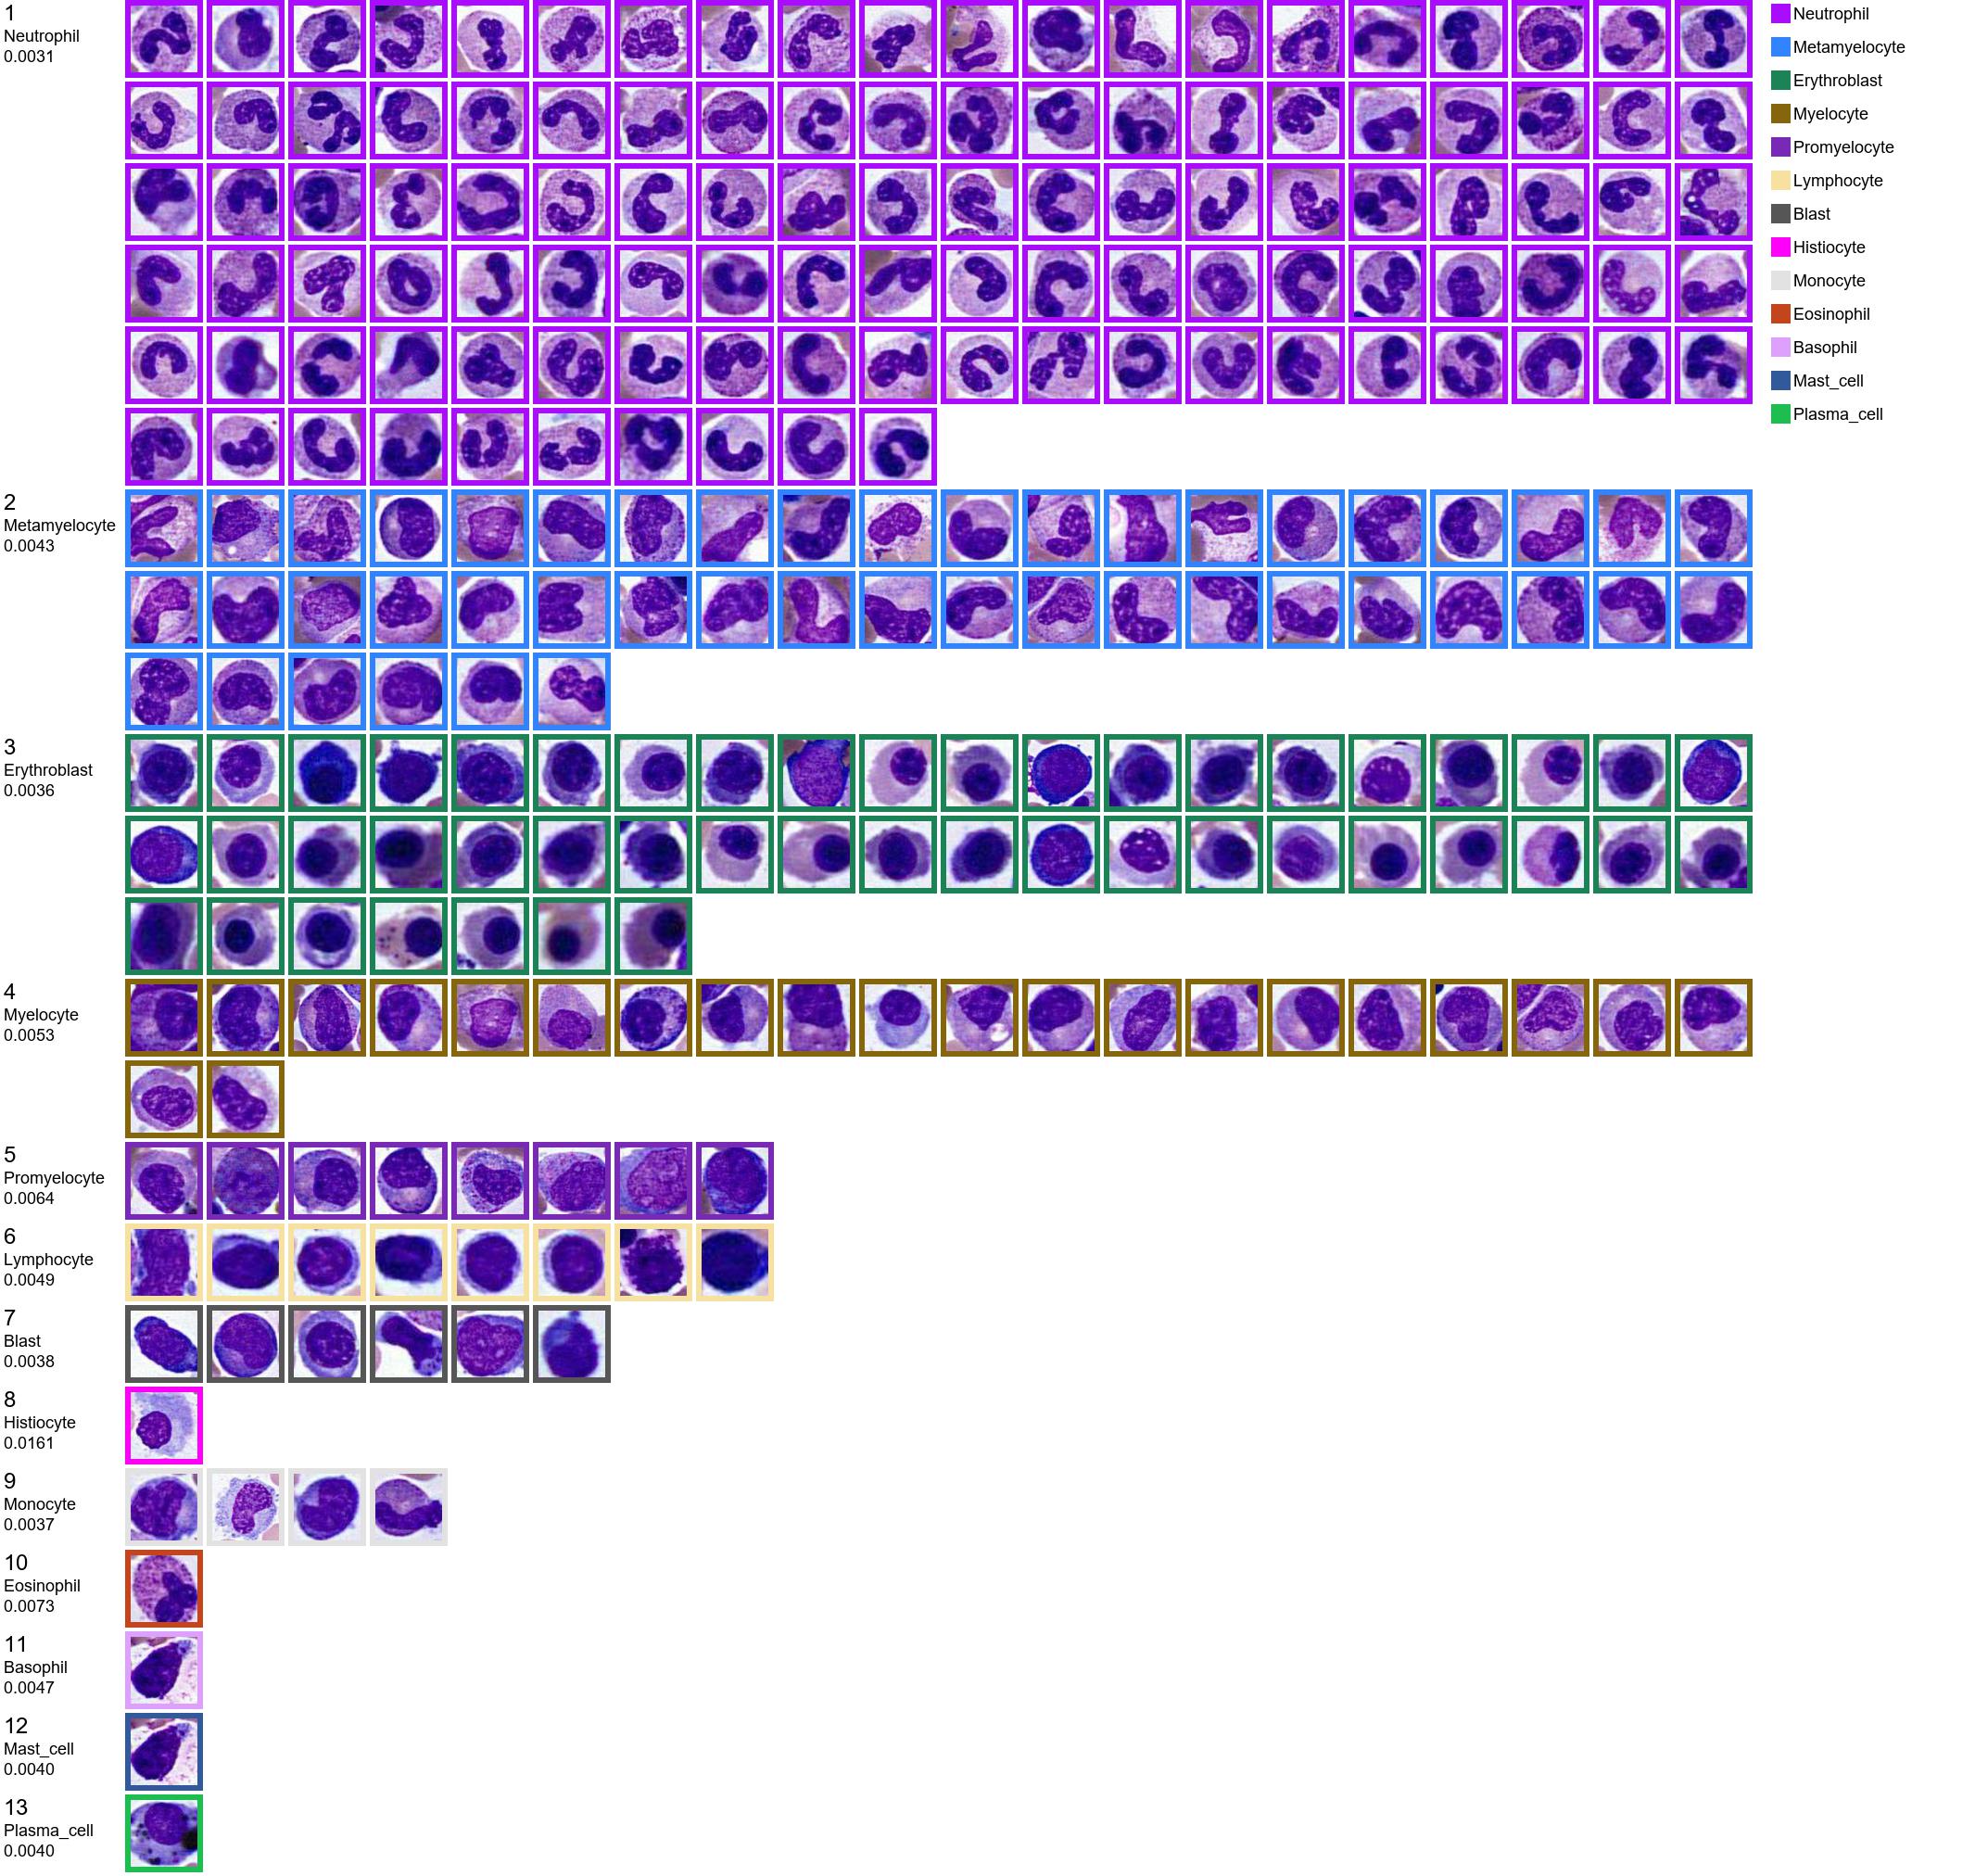 1
Neutrophil
0.0031
2
Metamyelocyte
0.0043
3
Erythroblast
0.0036
4
Myelocyte
0.0053
5
Promyelocyte
0.0064
6
Lymphocyte
0.0049
7
Blast
0.0038
8
Histiocyte
0.0161
9
Monocyte
0.0037
10
Eosinophil
0.0073
11
Basophil
0.0047
12
Mast_cell
0.0040
13
Plasma_cell
0.0040
Neutrophil
Metamyelocyte
Erythroblast
Myelocyte
Promyelocyte
Lymphocyte
Blast
Histiocyte
Monocyte
Eosinophil
Basophil
Mast_cell
Plasma_cell